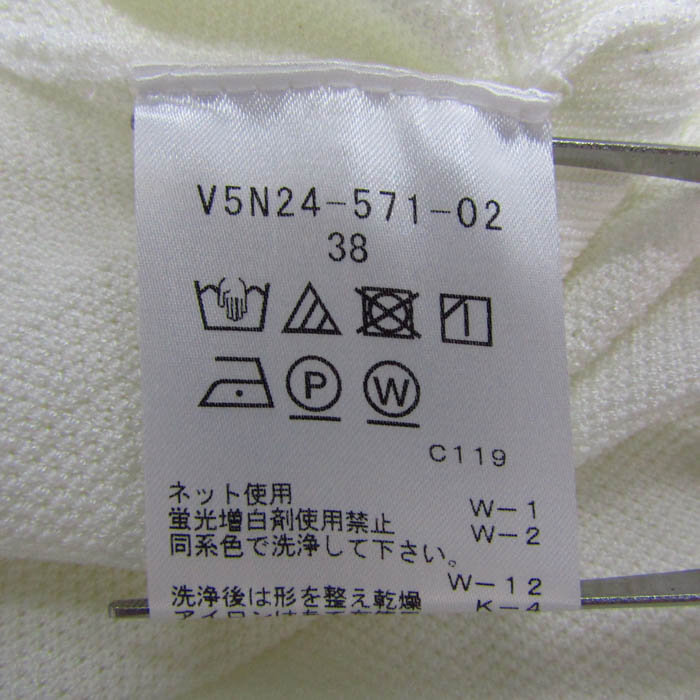 V5N24-571-02
38
P W
C119
ネット使用 W-1
蛍光増白剤使用禁止 W-2
同系色で洗浄して下さい。
W-12
洗浄後は形を整え乾燥 K-4